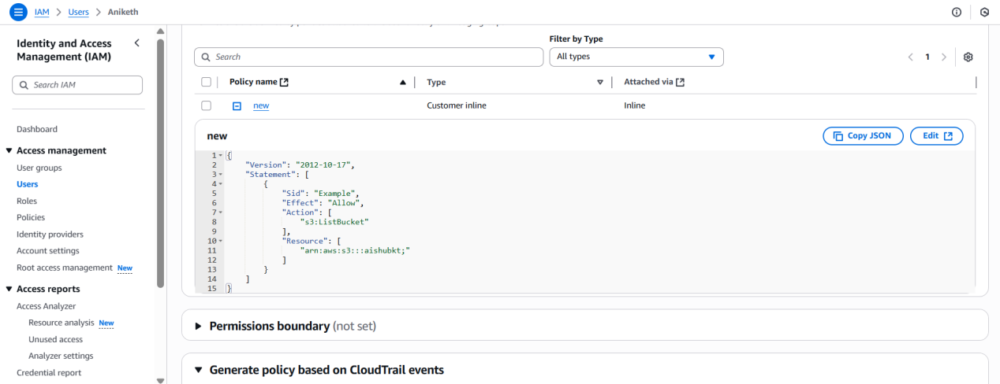 IAM > Users > Aniketh
Identity and Access
Management (IAM)
Search IAM
Dashboard
Access management
User groups
Users
Roles
Policies
Identity providers
Account settings
Root access management New
Access reports
Access Analyzer
Resource analysis New
Unused access
Analyzer settings
Credential report
Filter by Type
Search
All types
1
Policy name
Type
Attached via
new
Customer inline
Inline
new
Copy JSON
Edit
1 {
2 "Version": "2012-10-17",
3 "Statement": [
4 {
5 "Sid": "Example",
6 "Effect": "Allow",
7 "Action": [
8 "s3:ListBucket"
9 ],
10 "Resource": [
11 "arn:aws:s3:::aishubkt;"
12 ]
13 }
14 ]
15 }
Permissions boundary (not set)
Generate policy based on CloudTrail events